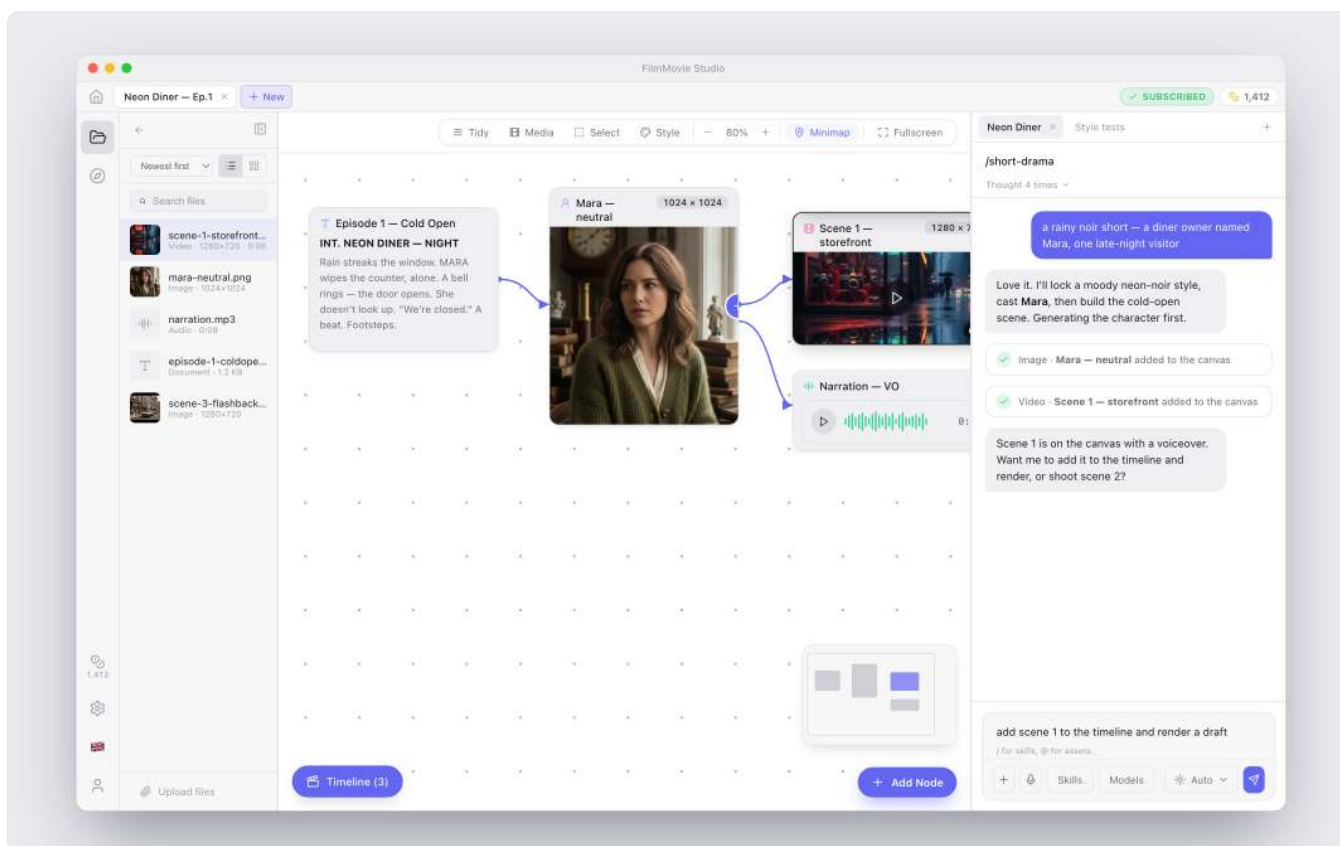 FilmMovie Studio
Neon Diner — Ep.1 ×
+ New
SUBSCRIBED
1,412
Newest first
Search files
scene-1-storefront...
Video · 1280×720 · 0:06
mara-neutral.png
Image · 1024×1024
narration.mp3
Audio · 0:08
episode-1-coldope...
Document · 1.2 KB
scene-3-flashback...
Image · 1280×720
1,412
Upload files
Tidy
Media
Select
Style
— 80% +
Minimap
Fullscreen
Episode 1 — Cold Open
INT. NEON DINER — NIGHT
Rain streaks the window. MARA
wipes the counter, alone. A bell
rings — the door opens. She
doesn't look up. "We're closed." A
beat. Footsteps.
Mara —
neutral
1024 × 1024
Scene 1 —
storefront
1280 × 7
Narration — VO
0:
Timeline (3)
+ Add Node
Neon Diner ×
Style tests
+
/short-drama
Thought 4 times
a rainy noir short — a diner owner named
Mara, one late-night visitor
Love it. I'll lock a moody neon-noir style,
cast Mara, then build the cold-open
scene. Generating the character first.
Image · Mara — neutral added to the canvas
Video · Scene 1 — storefront added to the canvas
Scene 1 is on the canvas with a voiceover.
Want me to add it to the timeline and
render, or shoot scene 2?
add scene 1 to the timeline and render a draft
/ for skills, @ for assets.
+
Skills
Models
Auto